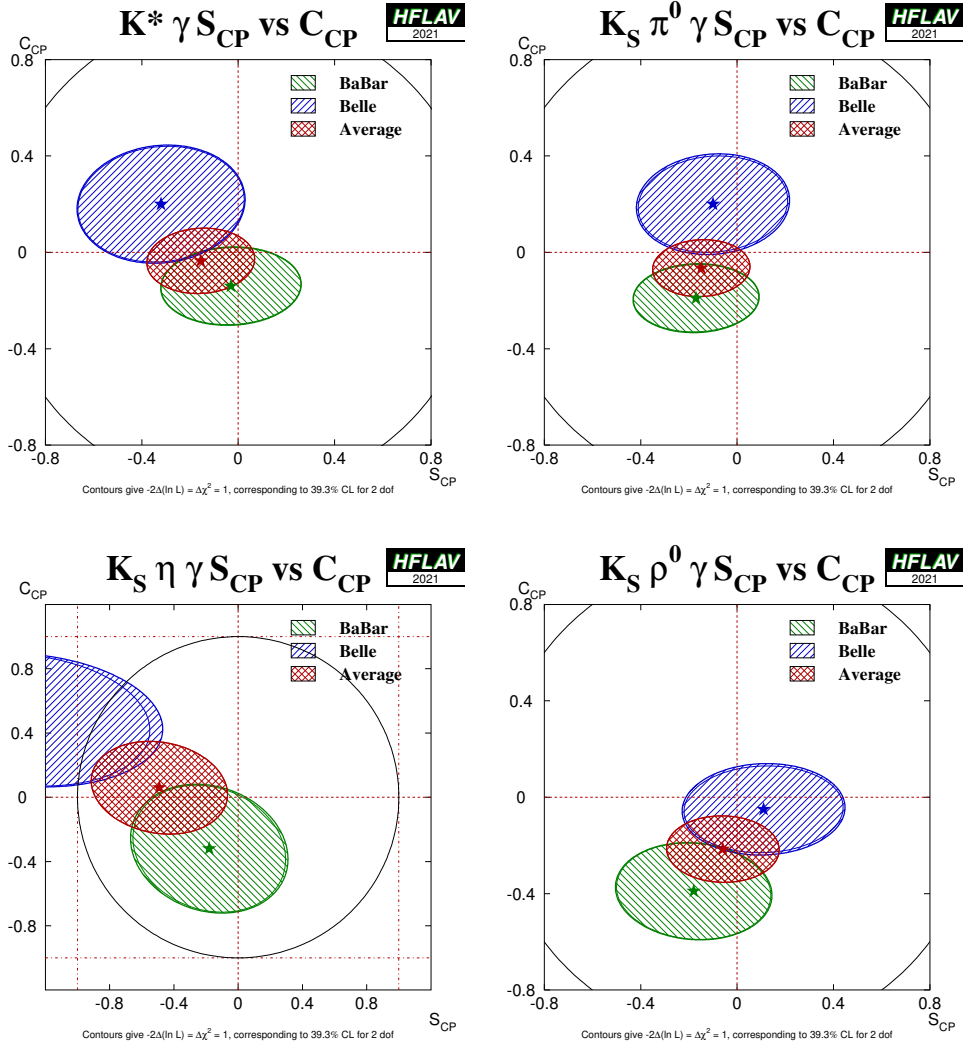 K* γ S_CP vs C_CP
HFLAV
2021
C_CP
BaBar
Belle
Average
0.8
0.4
0
-0.4
-0.8
-0.8 -0.4 0 0.4 0.8
S_CP
Contours give -2Δ(ln L) = Δχ² = 1, corresponding to 39.3% CL for 2 dof
K_S π⁰ γ S_CP vs C_CP
HFLAV
2021
C_CP
BaBar
Belle
Average
0.8
0.4
0
-0.4
-0.8
-0.8 -0.4 0 0.4 0.8
S_CP
Contours give -2Δ(ln L) = Δχ² = 1, corresponding to 39.3% CL for 2 dof
K_S η γ S_CP vs C_CP
HFLAV
2021
C_CP
BaBar
Belle
Average
0.8
0.4
0
-0.4
-0.8
-0.8 -0.4 0 0.4 0.8
S_CP
Contours give -2Δ(ln L) = Δχ² = 1, corresponding to 39.3% CL for 2 dof
K_S ρ⁰ γ S_CP vs C_CP
HFLAV
2021
C_CP
BaBar
Belle
Average
0.8
0.4
0
-0.4
-0.8
-0.8 -0.4 0 0.4 0.8
S_CP
Contours give -2Δ(ln L) = Δχ² = 1, corresponding to 39.3% CL for 2 dof